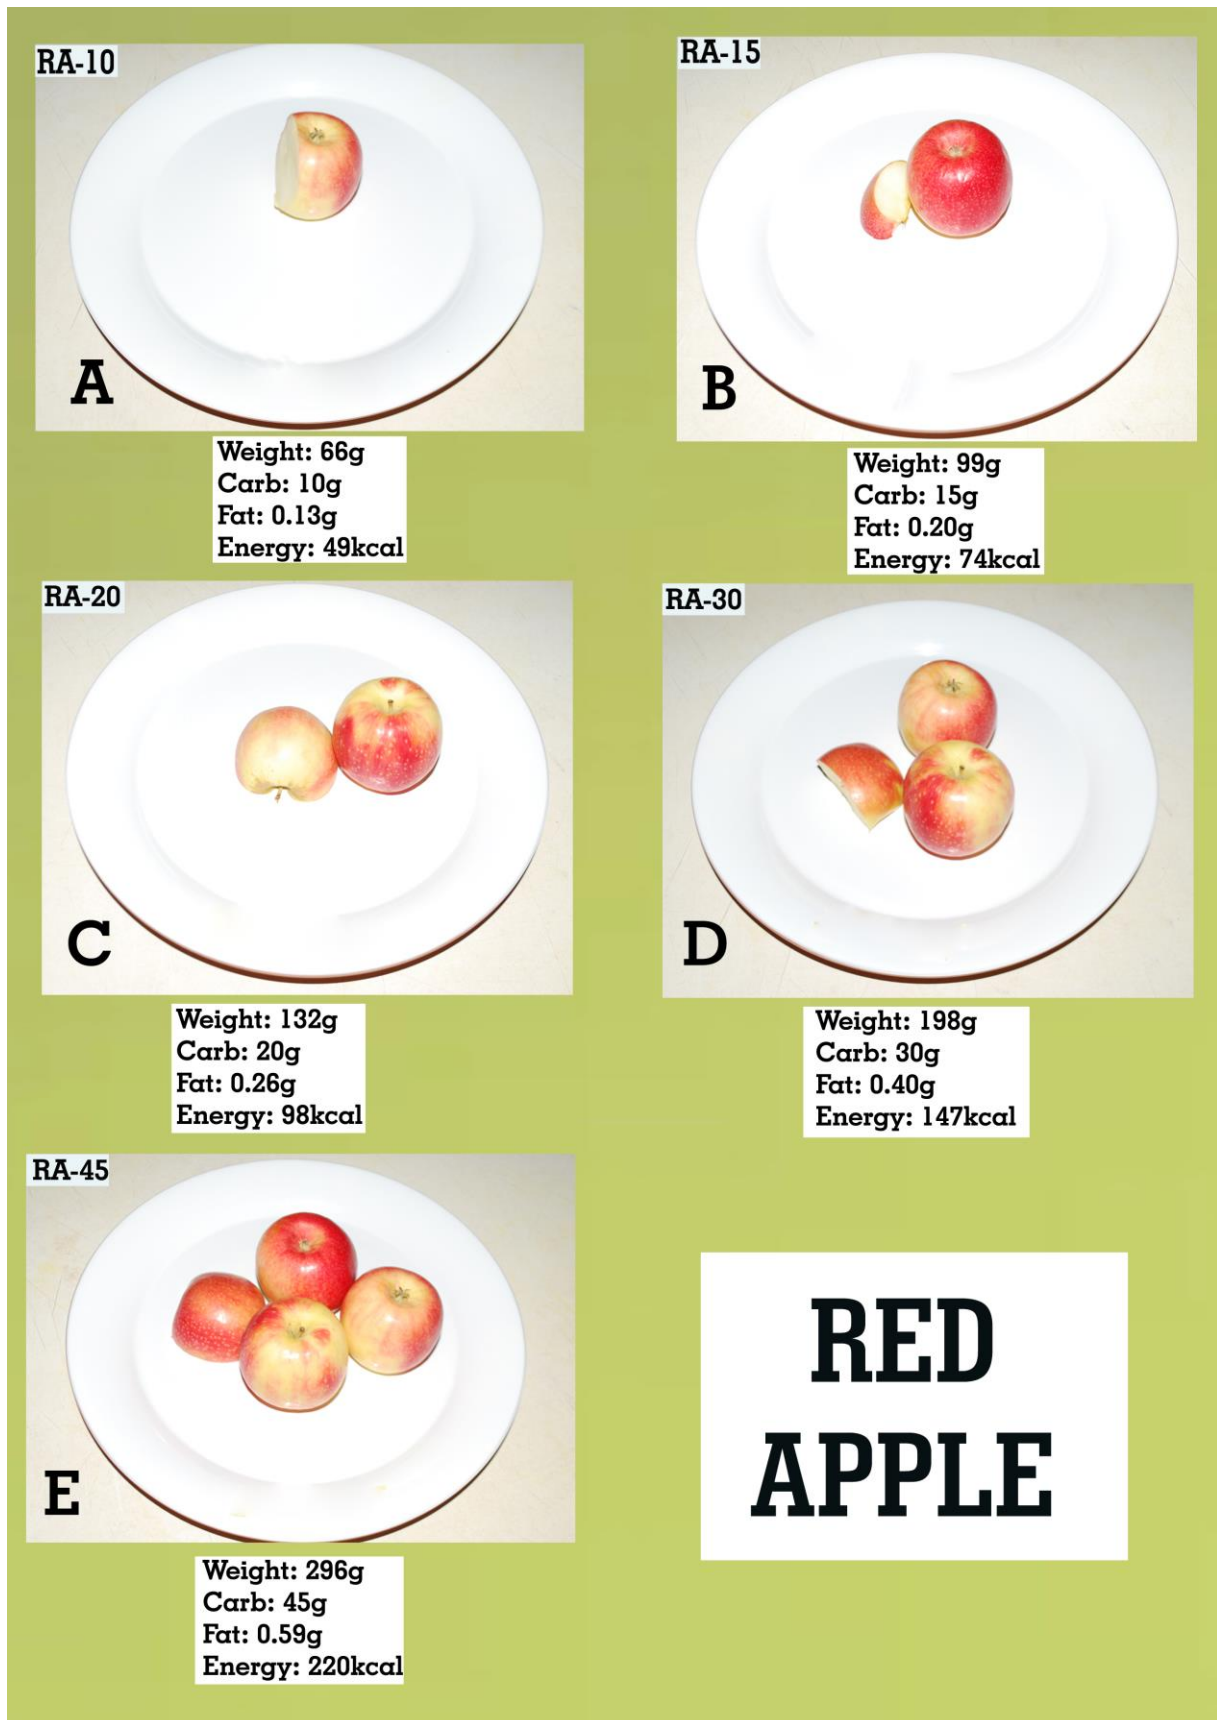 RA-10
A
Weight: 66g
Carb: 10g
Fat: 0.13g
Energy: 49kcal
RA-15
B
Weight: 99g
Carb: 15g
Fat: 0.20g
Energy: 74kcal
RA-20
C
Weight: 132g
Carb: 20g
Fat: 0.26g
Energy: 98kcal
RA-30
D
Weight: 198g
Carb: 30g
Fat: 0.40g
Energy: 147kcal
RA-45
E
Weight: 296g
Carb: 45g
Fat: 0.59g
Energy: 220kcal
RED
APPLE